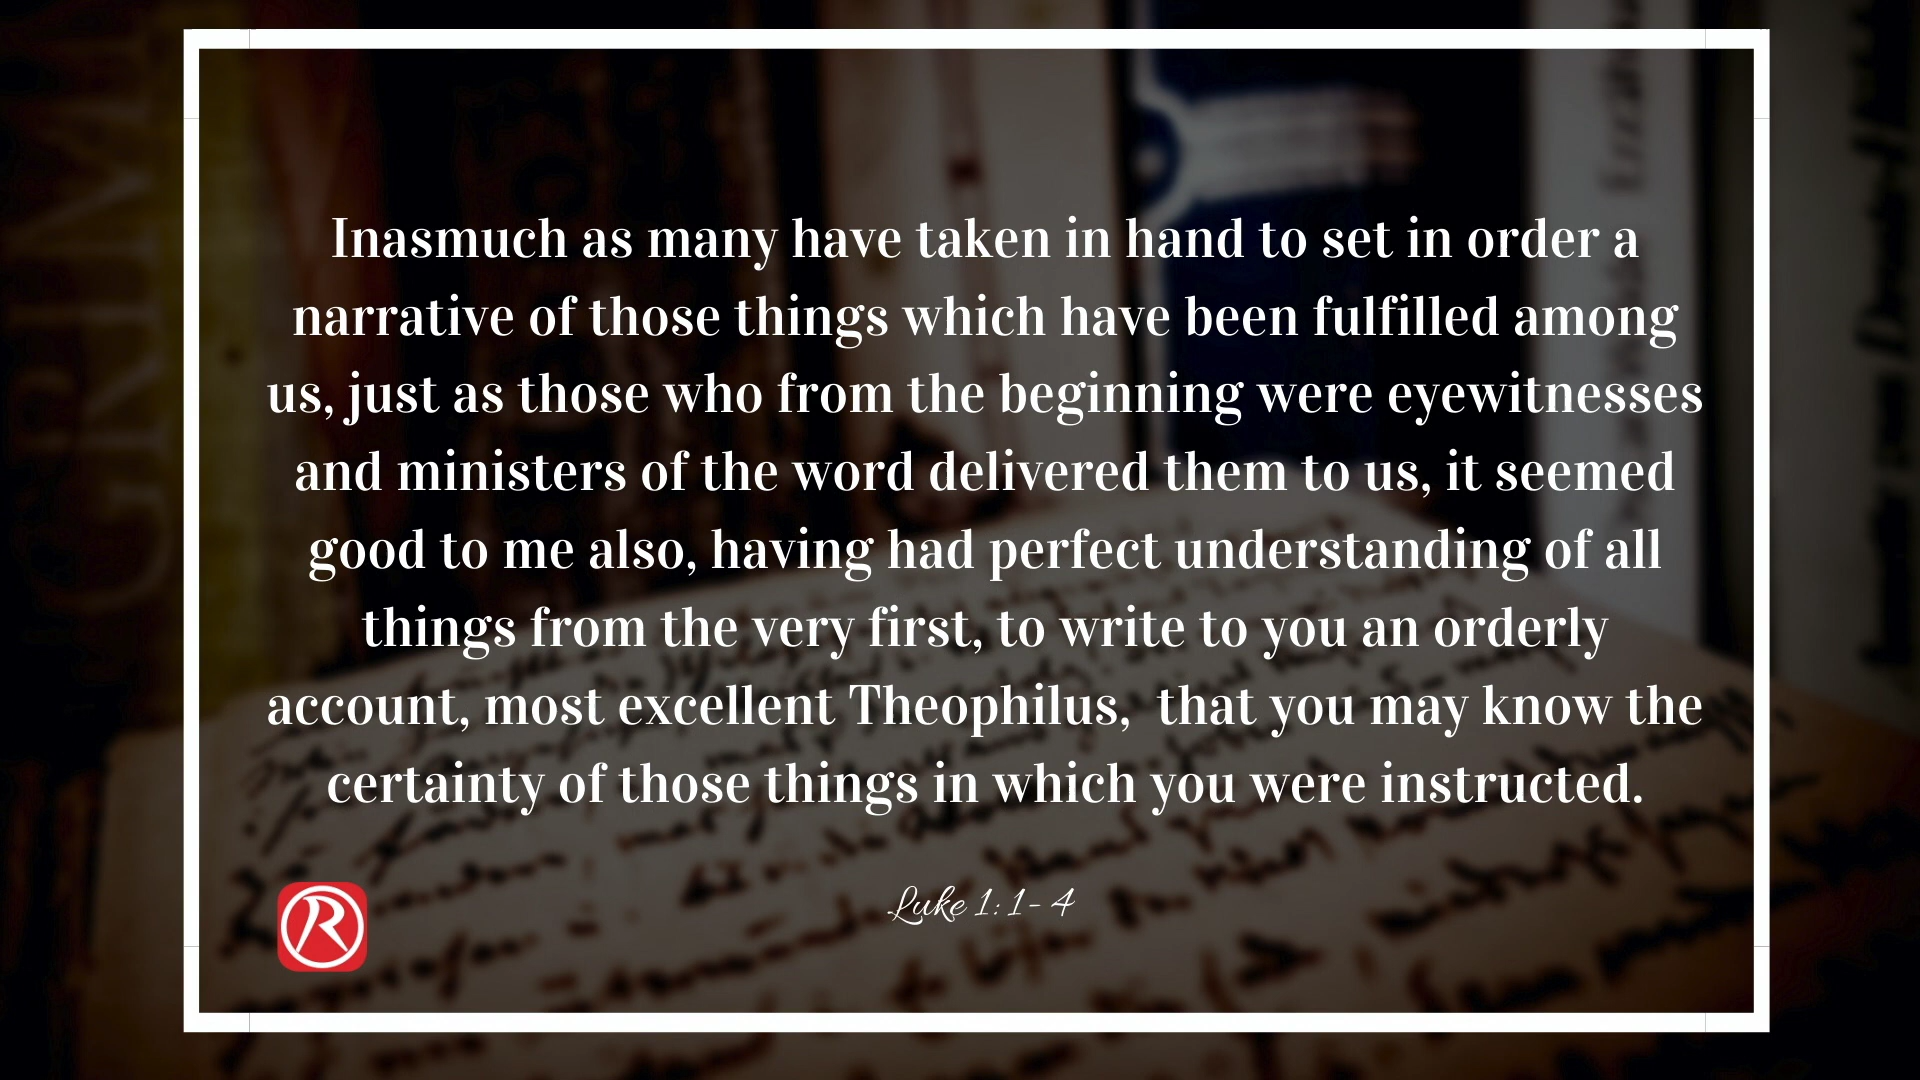 Inasmuch as many have taken in hand to set in order a
narrative of those things which have been fulfilled among
us, just as those who from the beginning were eyewitnesses
and ministers of the word delivered them to us, it seemed
good to me also, having had perfect understanding of all
things from the very first, to write to you an orderly
account, most excellent Theophilus,  that you may know the
certainty of those things in which you were instructed.
Luke 1: 1- 4
R